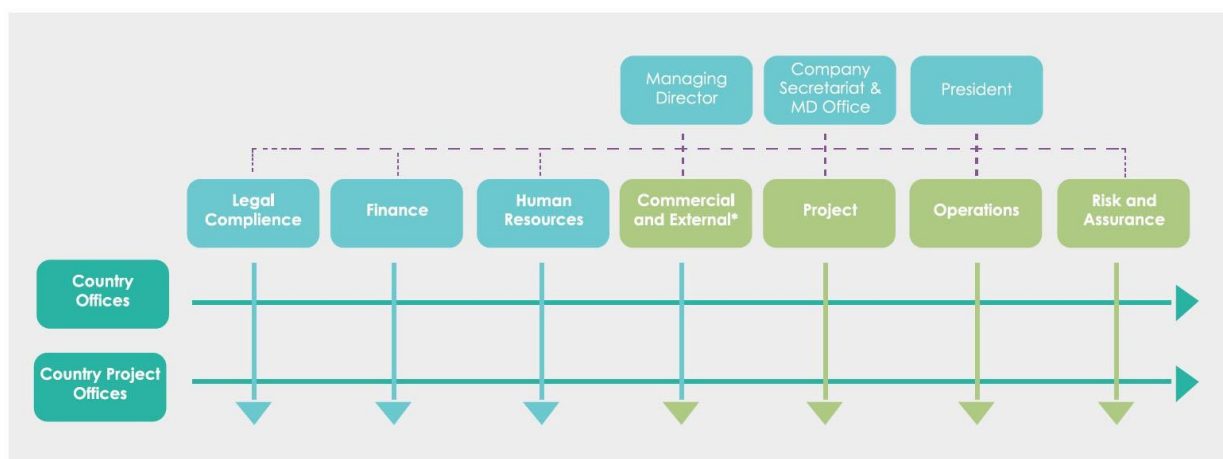 Managing
Director
Company
Secretariat &
MD Office
President
Legal
Complience
Finance
Human
Resources
Commercial
and External*
Project
Operations
Risk and
Assurance
Country
Offices
Country Project
Offices